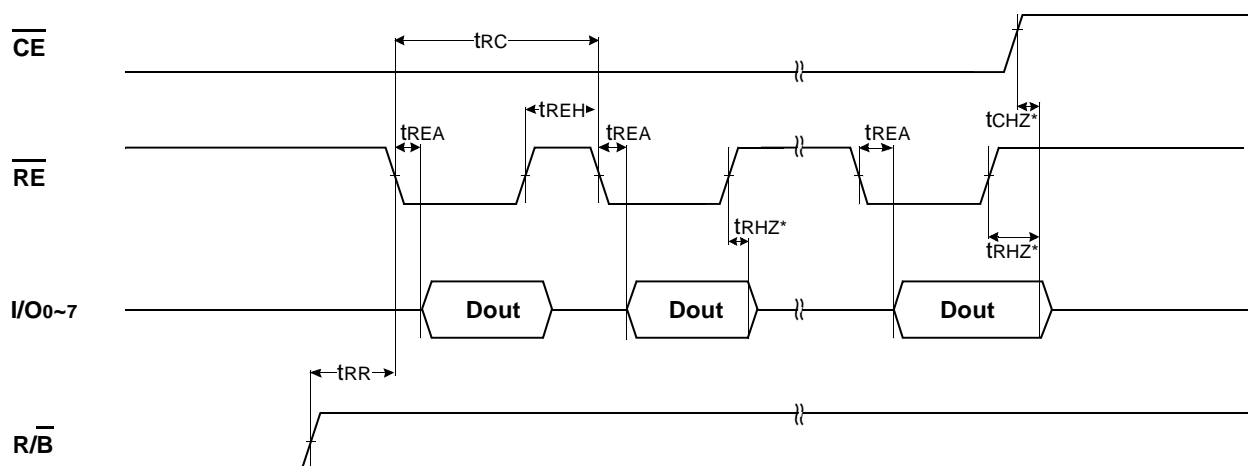 CE
tRC
tREH
tCHZ*
tREA
tREA
tREA
RE
tRHZ*
tRHZ*
I/O0~7
Dout
Dout
Dout
tRR
R/B